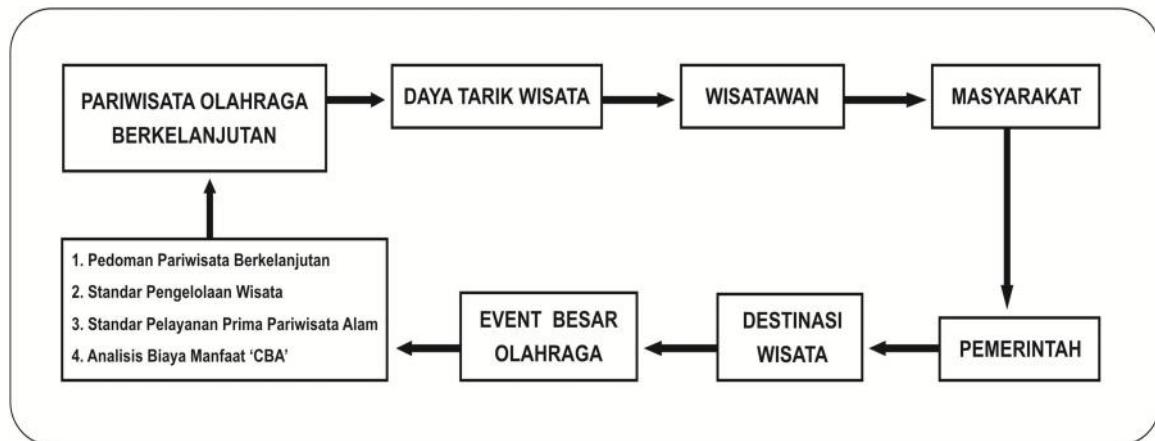 PARIWISATA OLAHRAGA
BERKELANJUTAN
DAYA TARIK WISATA
WISATAWAN
MASYARAKAT
1. Pedoman Pariwisata Berkelanjutan
2. Standar Pengelolaan Wisata
3. Standar Pelayanan Prima Pariwisata Alam
4. Analisis Biaya Manfaat ‘CBA’
EVENT BESAR
OLAHRAGA
DESTINASI
WISATA
PEMERINTAH